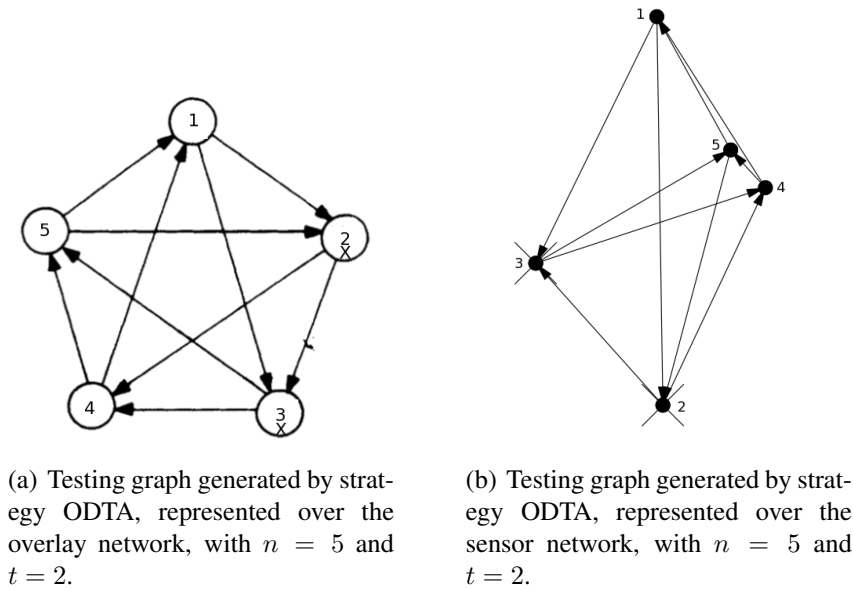 1
5
2
X
4
3
X
(a) Testing graph generated by strat-
egy ODTA, represented over the
overlay network, with n = 5 and
t = 2.
1
5
4
3
2
(b) Testing graph generated by strat-
egy ODTA, represented over the
sensor network, with n = 5 and
t = 2.